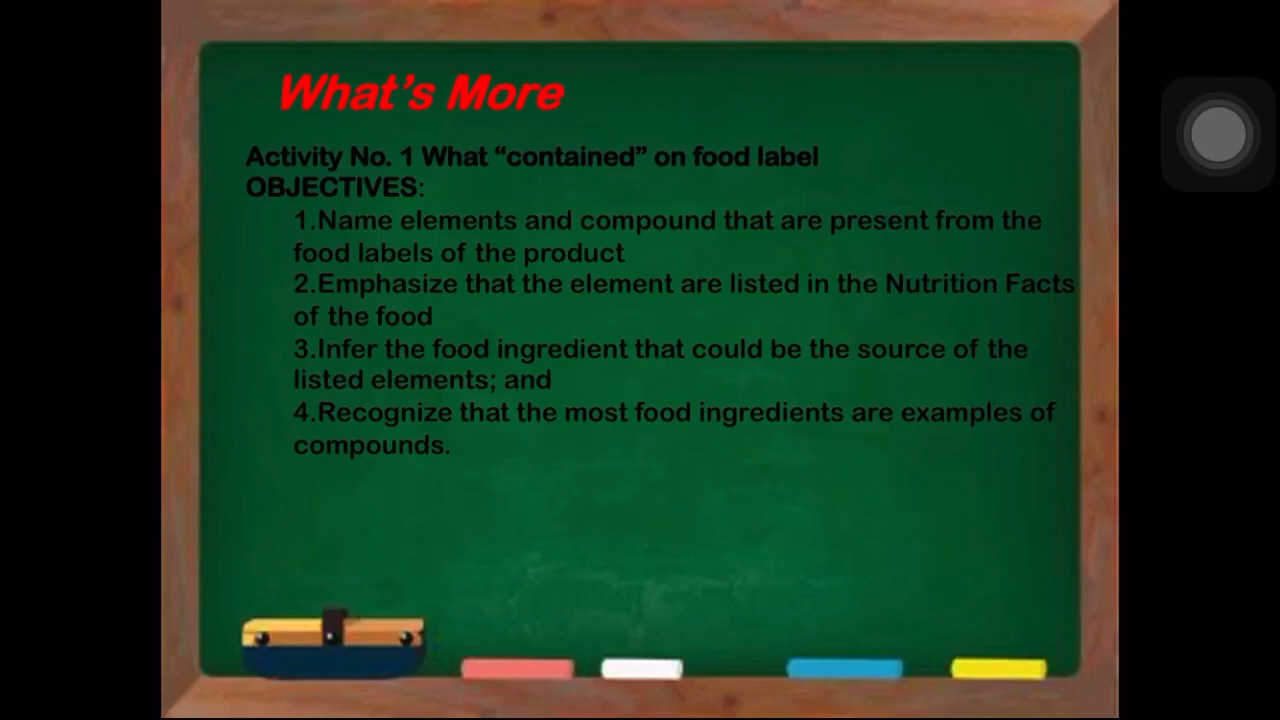 What’s More
Activity No. 1 What “contained” on food label
OBJECTIVES:
1.Name elements and compound that are present from the
food labels of the product
2.Emphasize that the element are listed in the Nutrition Facts
of the food
3.Infer the food ingredient that could be the source of the
listed elements; and
4.Recognize that the most food ingredients are examples of
compounds.